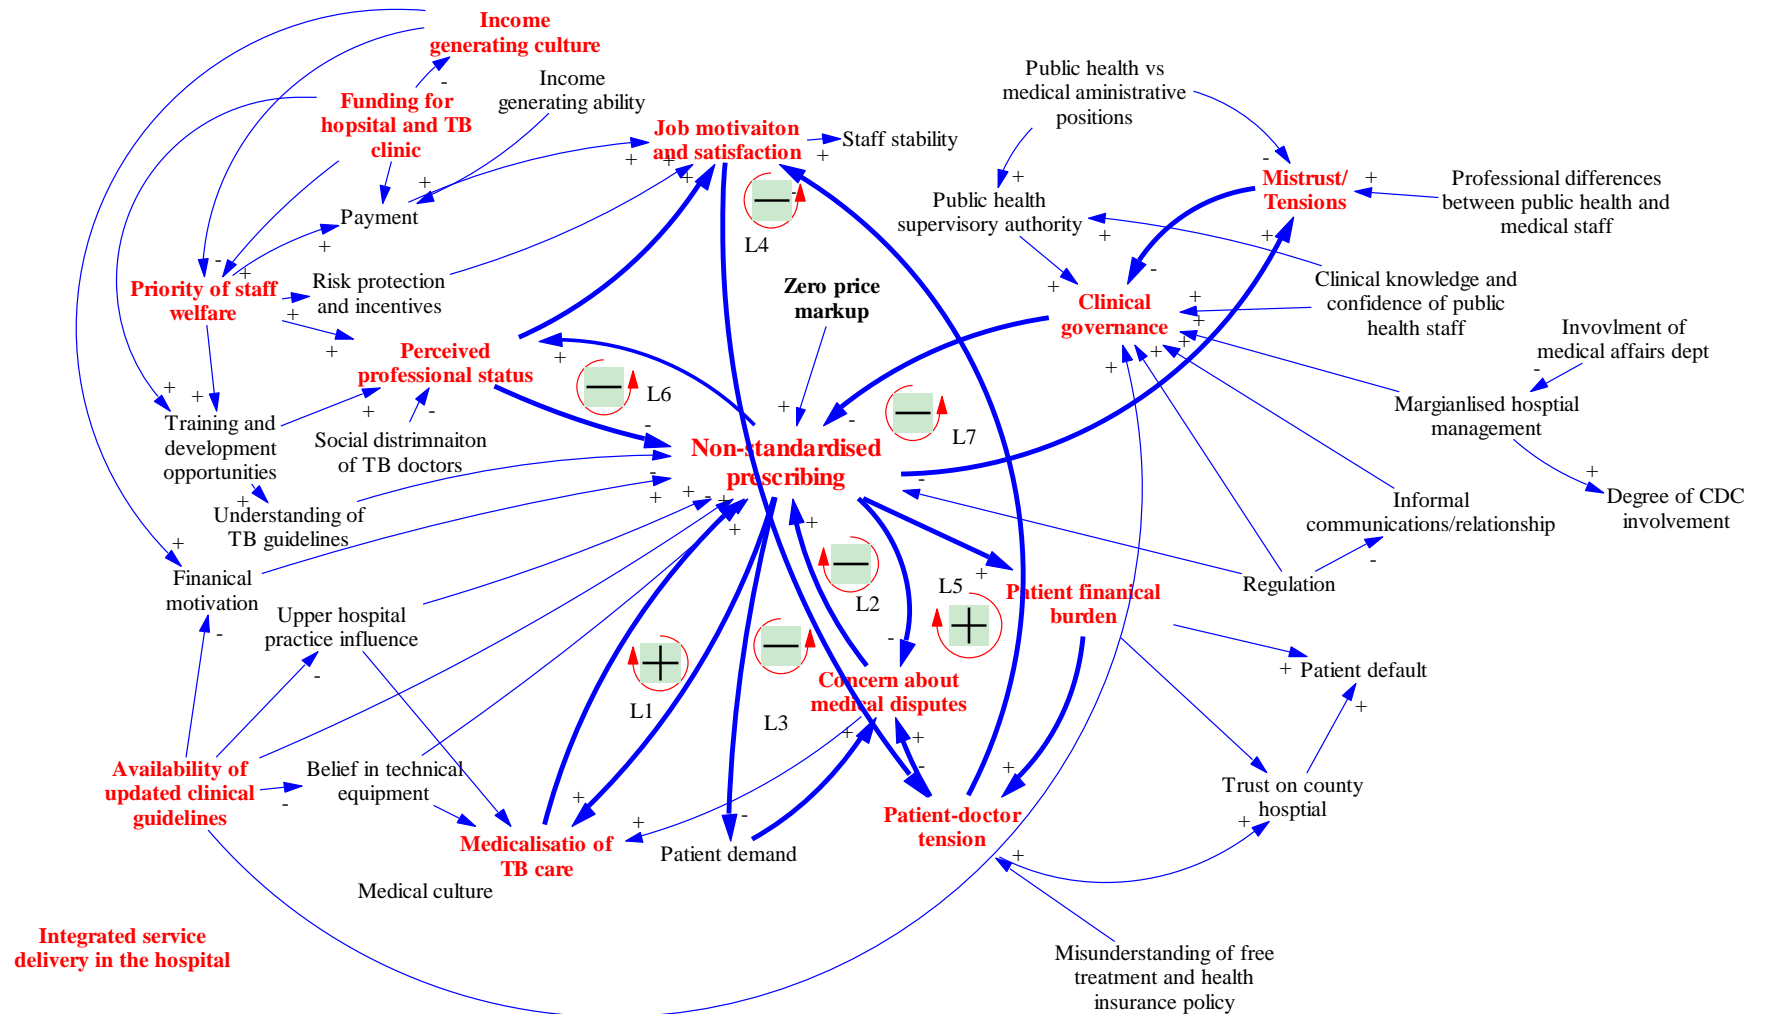 Income
generating culture
Income
generating ability
Funding for
hopsital and TB
clinic
Job motivaiton
and satisfaction
Staff stability
Public health vs
medical aministrative
positions
Mistrust/
Tensions
Professional differences
between public health and
medical staff
Public health
supervisory authority
Payment
L4
Priority of staff
welfare
Risk protection
and incentives
Zero price
markup
Clinical
governance
Clinical knowledge and
confidence of public
health staff
Invovlment of
medical affairs dept
Perceived
professional status
L6
L7
Margianlised hosptial
management
Training and
development
opportunities
Social distrimnaiton
of TB doctors
Non-standardised
prescribing
Understanding of
TB guidelines
Informal
communications/relationship
Degree of CDC
involvement
Finanical
motivation
Upper hospital
practice influence
L2
L5
Patient finanical
burden
Regulation
L1
L3
Concern about
medical disputes
Patient default
Availability of
updated clinical
guidelines
Belief in technical
equipment
Trust on county
hosptial
Medicalisatio of
TB care
Patient demand
Patient-doctor
tension
Medical culture
Integrated service
delivery in the hospital
Misunderstanding of free
treatment and health
insurance policy